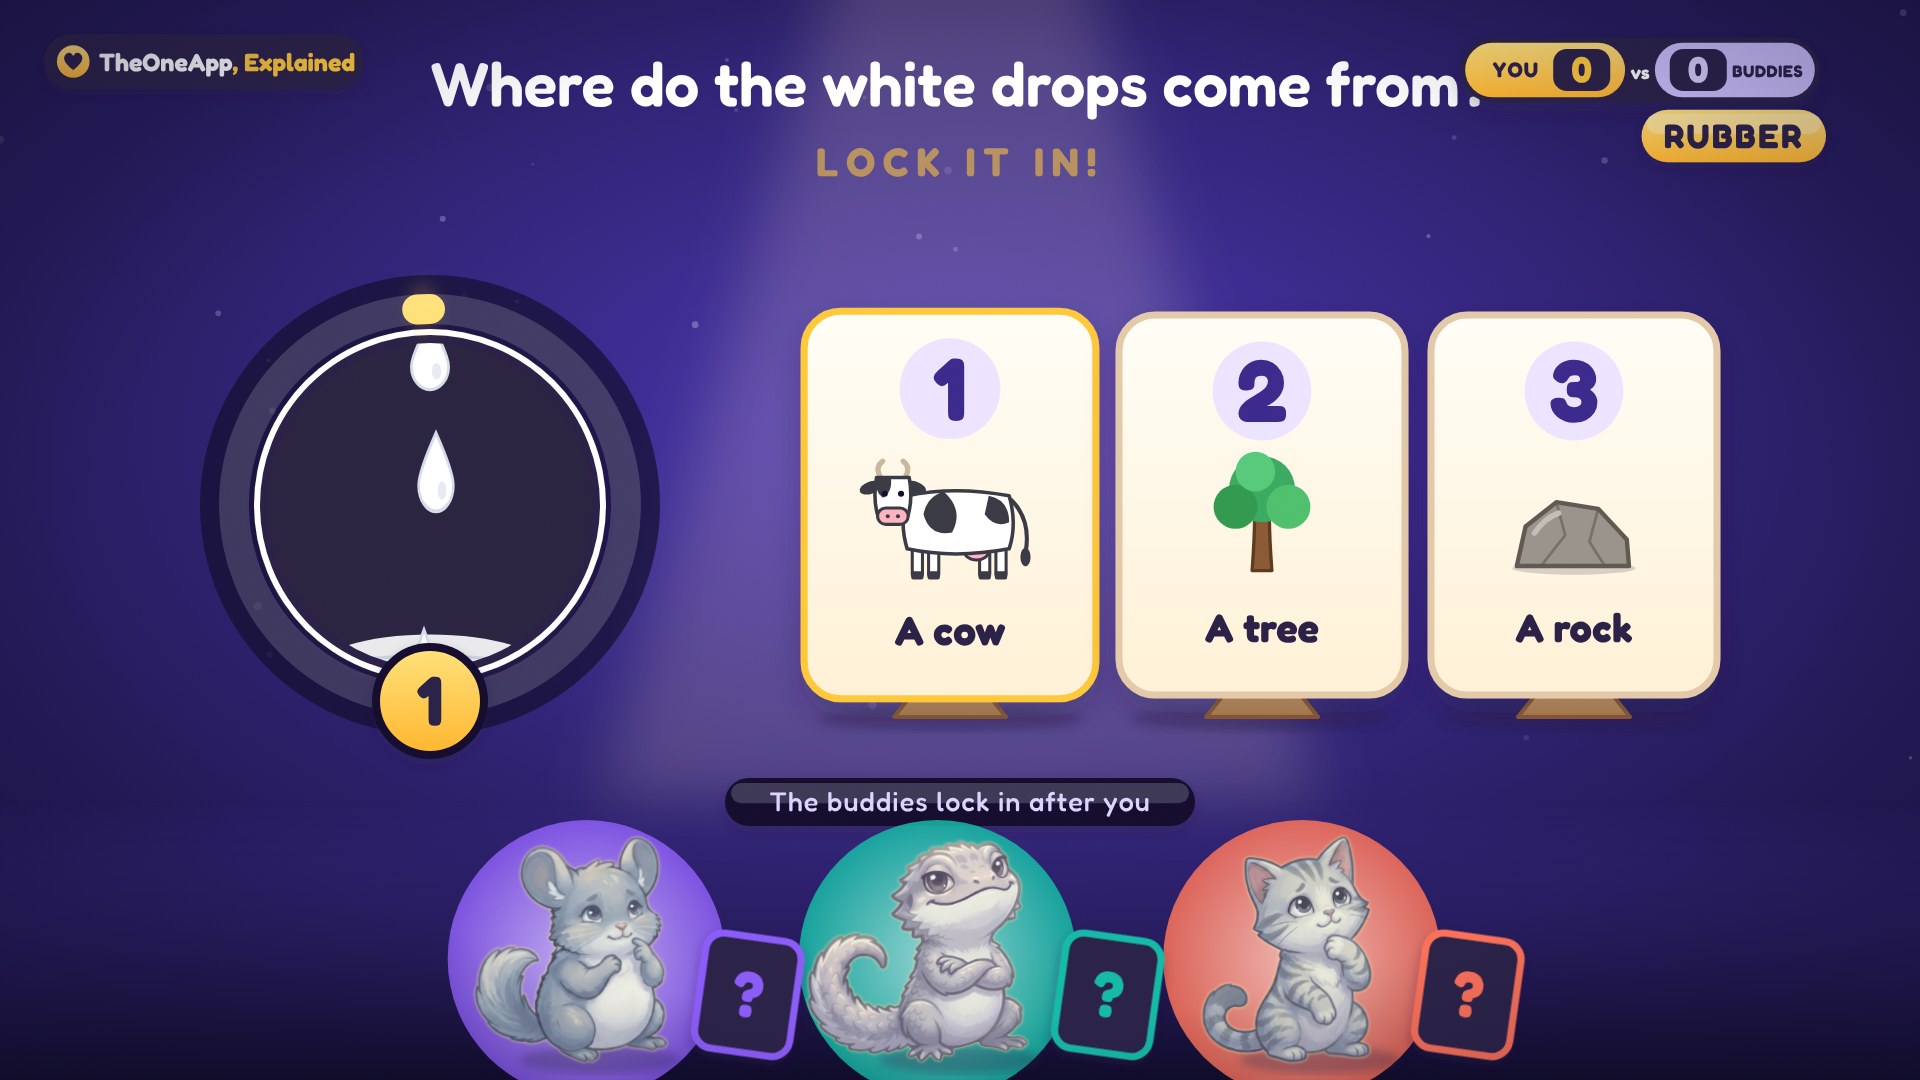 TheOneApp, Explained
Where do the white drops come from
YOU 0 vs 0 BUDDIES
RUBBER
LOCK IT IN!
1
2
3
A cow
A tree
A rock
1
The buddies lock in after you
?
?
?